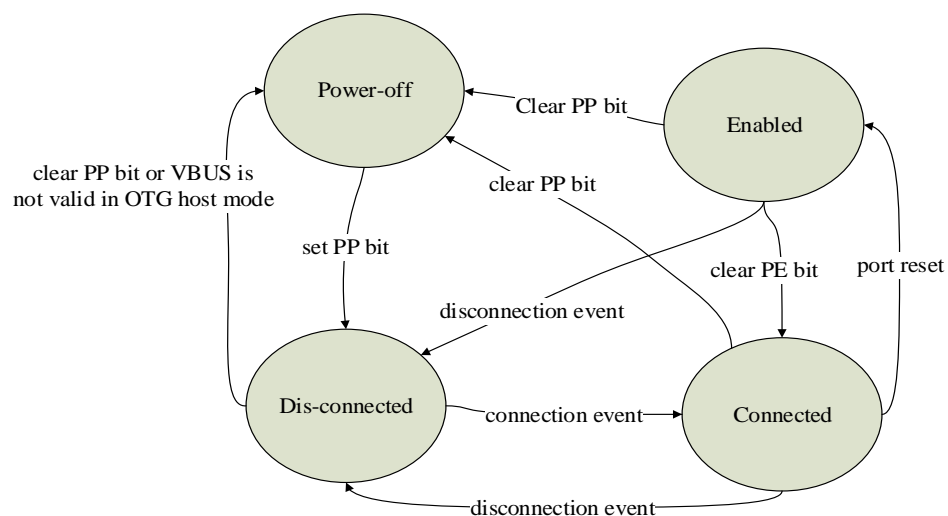 Power-off
Clear PP bit
Enabled
clear PP bit or VBUS is
not valid in OTG host mode
clear PP bit
set PP bit
clear PE bit
port reset
disconnection event
Dis-connected
connection event
Connected
disconnection event